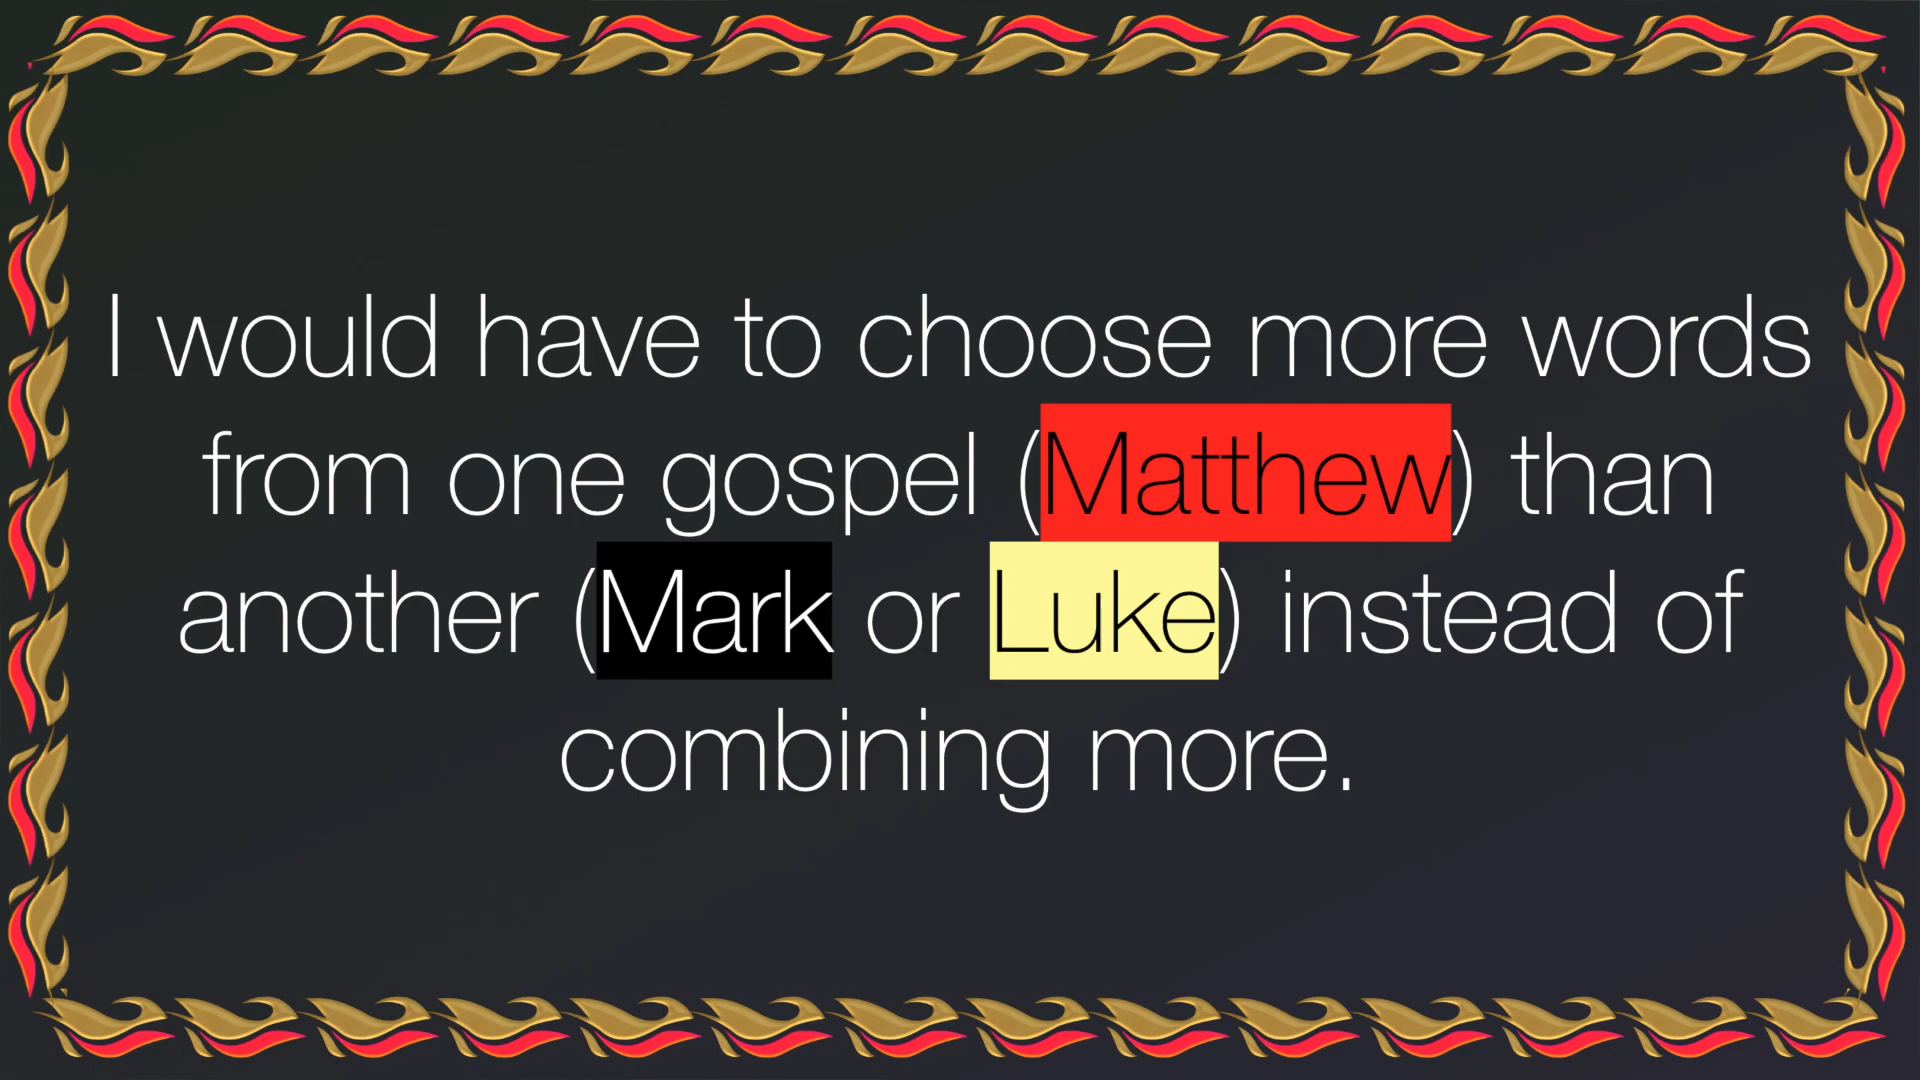 I would have to choose more words
from one gospel (Matthew) than
another (Mark or Luke) instead of
combining more.